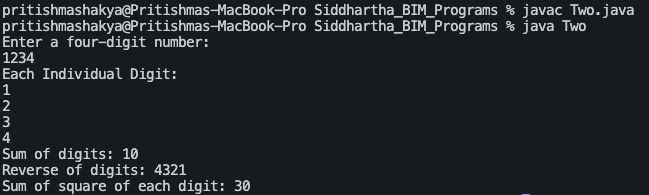 pritishmashakya@Pritishmas-MacBook-Pro Siddhartha_BIM_Programs % javac Two.java
pritishmashakya@Pritishmas-MacBook-Pro Siddhartha_BIM_Programs % java Two
Enter a four-digit number:
1234
Each Individual Digit:
1
2
3
4
Sum of digits: 10
Reverse of digits: 4321
Sum of square of each digit: 30